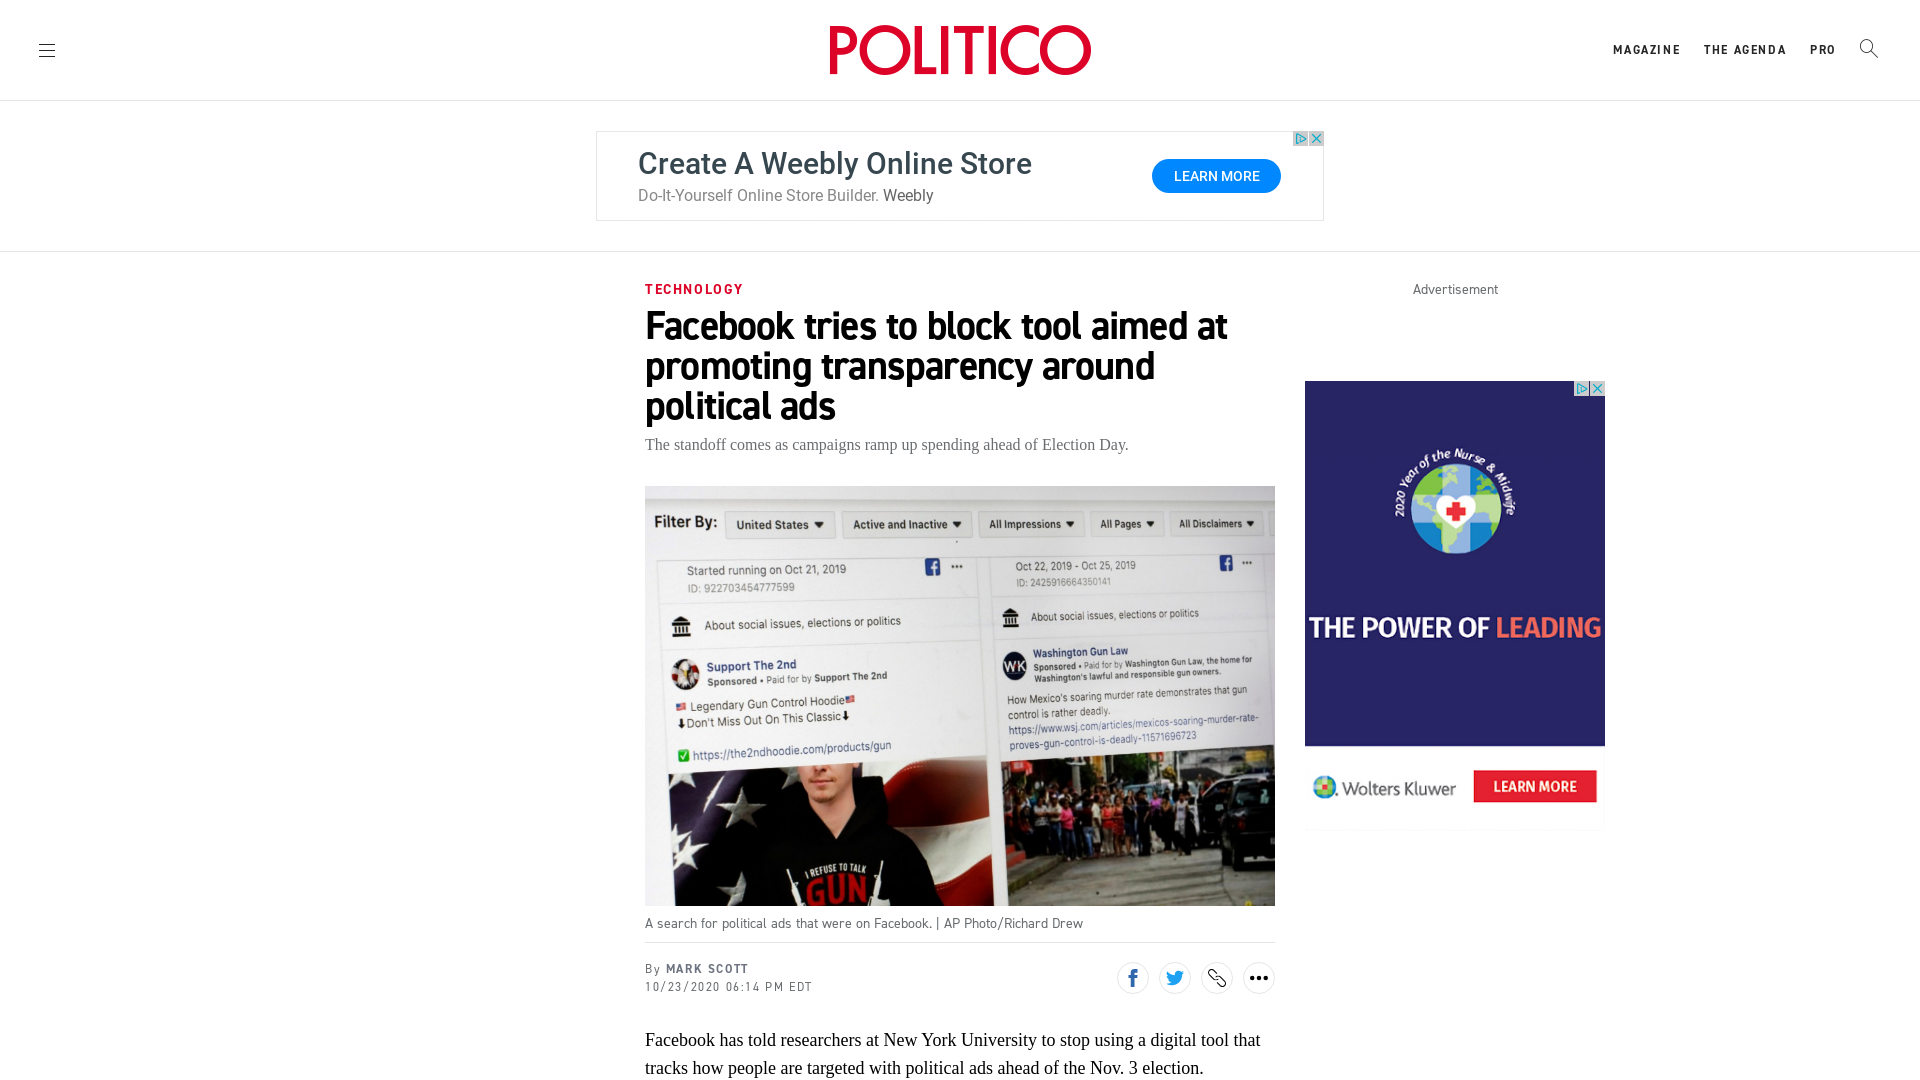 POLITICO
MAGAZINE
THE AGENDA
PRO
Create A Weebly Online Store
Do-It-Yourself Online Store Builder. Weebly
LEARN MORE
TECHNOLOGY
Facebook tries to block tool aimed at
promoting transparency around
political ads
The standoff comes as campaigns ramp up spending ahead of Election Day.
Filter By:
United States
Active and Inactive
All Impressions
All Pages
All Disclaimers
Started running on Oct 21, 2019
ID: 922703454777599
About social issues, elections or politics
Support The 2nd
Sponsored • Paid for by Support The 2nd
Legendary Gun Control Hoodie
Don't Miss Out On This Classic
https://the2ndhoodie.com/products/gun
I REFUSE TO TALK
GUN
Oct 22, 2019 - Oct 25, 2019
ID: 2425916664350141
About social issues, elections or politics
WK
Washington Gun Law
Sponsored • Paid for by Washington Gun Law, the home for
Washington's lawful and responsible gun owners.
How Mexico's soaring murder rate demonstrates that gun
control is rather deadly.
https://www.wsj.com/articles/mexicos-soaring-murder-rate-
proves-gun-control-is-deadly-11571696723
A search for political ads that were on Facebook. | AP Photo/Richard Drew
By MARK SCOTT
10/23/2020 06:14 PM EDT
Facebook has told researchers at New York University to stop using a digital tool that
tracks how people are targeted with political ads ahead of the Nov. 3 election.
Advertisement
2020 Year of the Nurse & Midwife
THE POWER OF LEADING
Wolters Kluwer
LEARN MORE